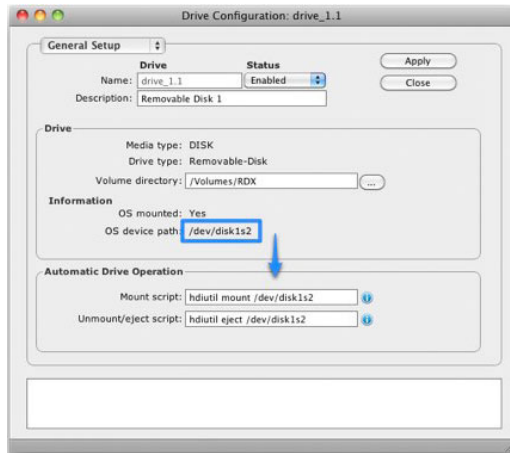 Drive Configuration: drive_1.1
General Setup
Drive Status
Name: drive_1.1 Enabled
Apply
Close
Description: Removable Disk 1
Drive
Media type: DISK
Drive type: Removable-Disk
Volume directory: /Volumes/RDX ...
Information
OS mounted: Yes
OS device path: /dev/disk1s2
Automatic Drive Operation
Mount script: hdiutil mount /dev/disk1s2
Unmount/eject script: hdiutil eject /dev/disk1s2